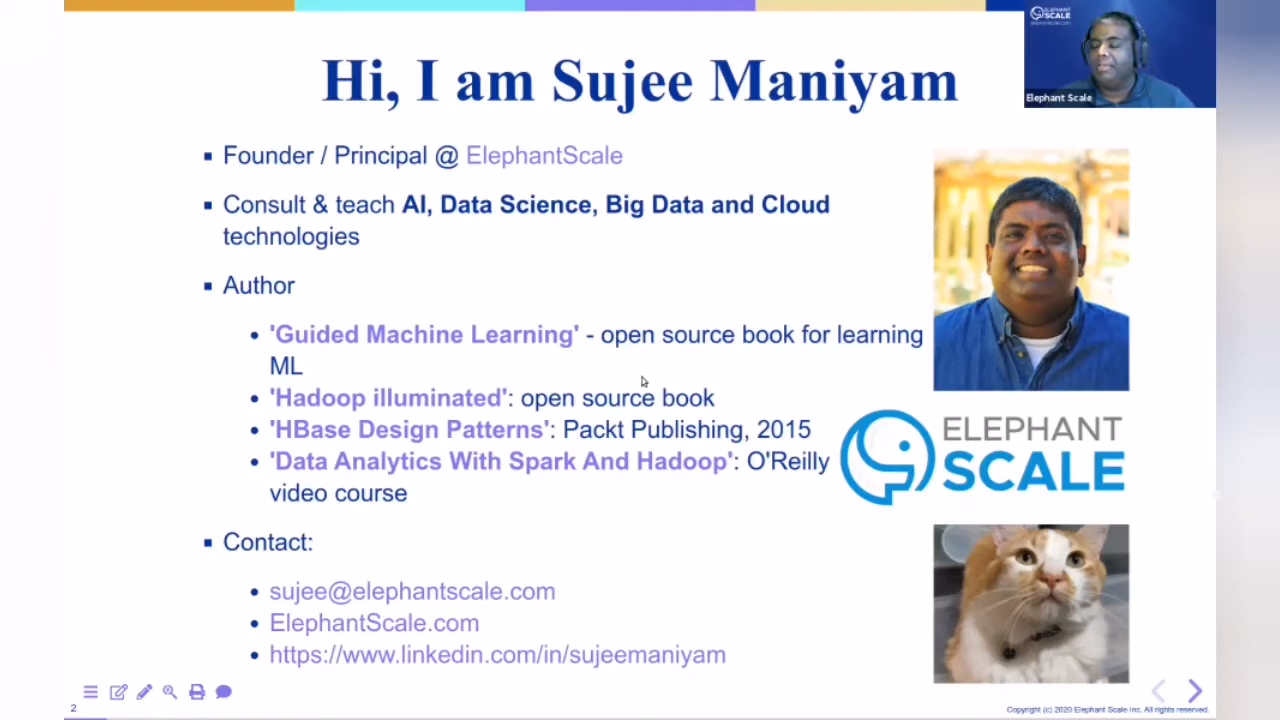 Hi, I am Sujee Maniyam
ELEPHANT
SCALE
Elephant Scale
Founder / Principal @ ElephantScale
Consult & teach AI, Data Science, Big Data and Cloud
technologies
Author
'Guided Machine Learning' - open source book for learning
ML
'Hadoop illuminated': open source book
'HBase Design Patterns': Packt Publishing, 2015
'Data Analytics With Spark And Hadoop': O'Reilly
video course
ELEPHANT
SCALE
Contact:
sujee@elephantscale.com
ElephantScale.com
https://www.linkedin.com/in/sujeemaniyam
2
Copyright (c) 2020 Elephant Scale Inc. All rights reserved.